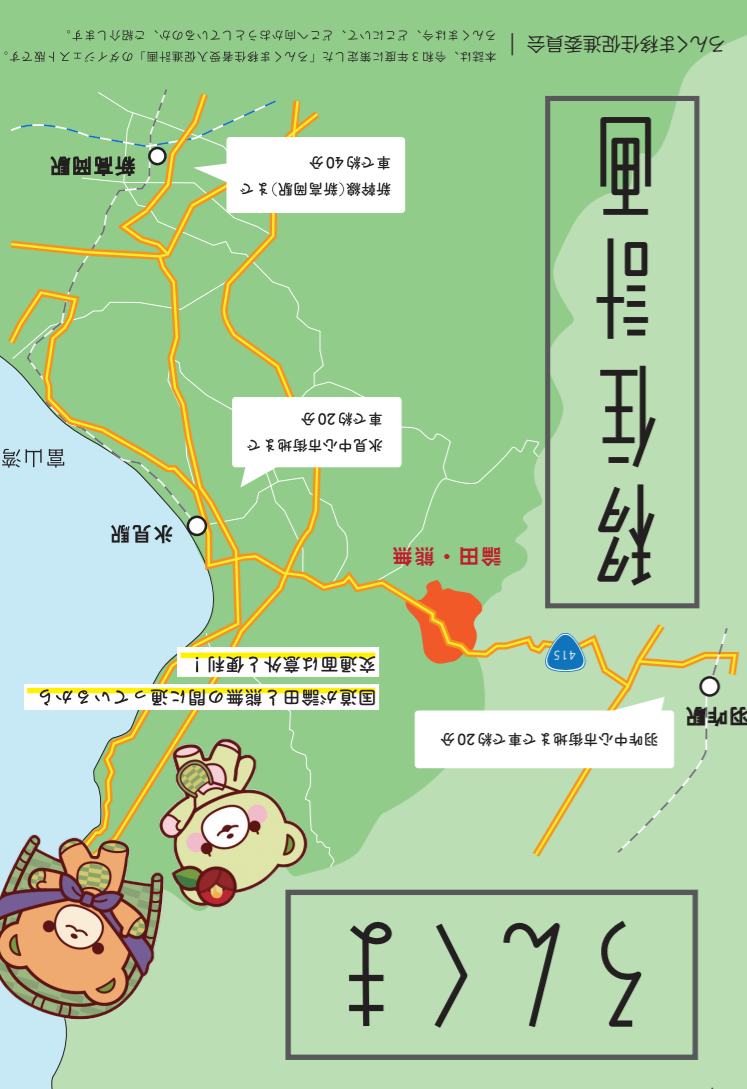 ろんくま
移住計画
羽咋中心市街地まで車で約20分
羽咋駅
国道が論田と熊無の間に通っているから
交通面は意外と便利！
415
論田・熊無
氷見駅
富山湾
氷見中心市街地まで
車で約20分
新幹線（新高岡駅）まで
車で約40分
新高岡駅
ろんくま移住促進委員会
本誌は、令和３年度に策定した「ろんくま移住者受入促進計画」のダイジェスト版です。
ろんくまは今、どこにいて、どこへ向かおうとしているのか、ご紹介します。